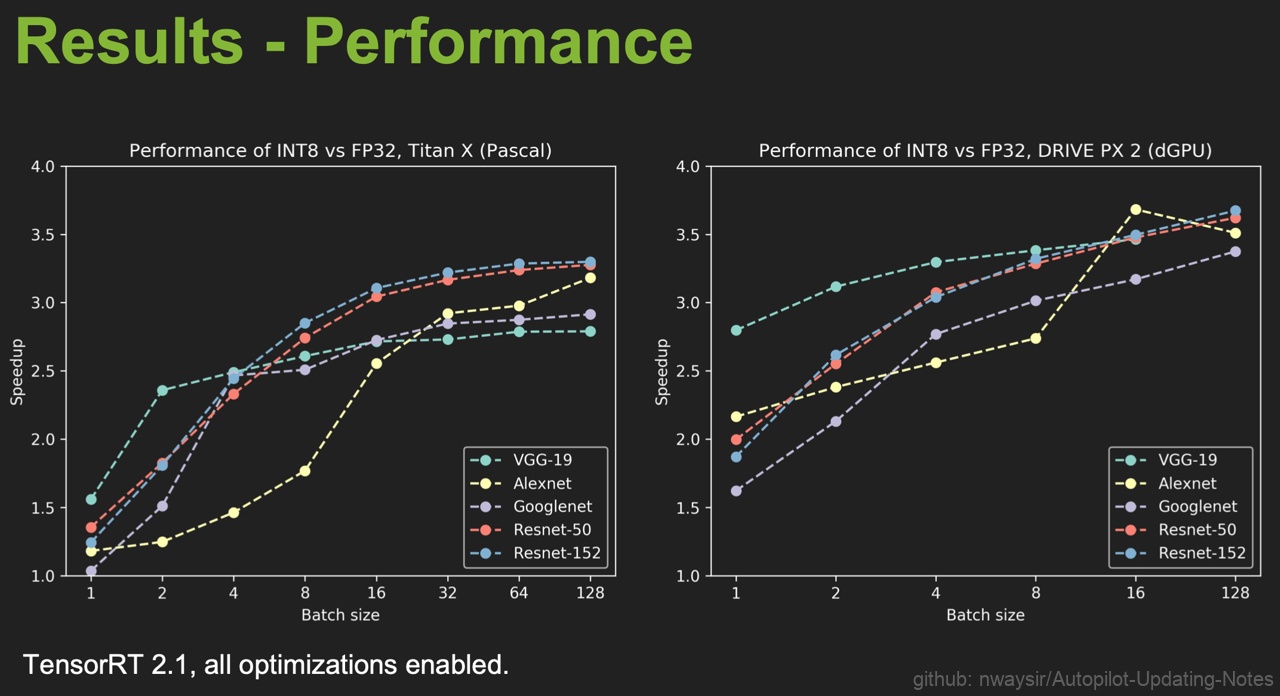 Results - Performance
Performance of INT8 vs FP32, Titan X (Pascal)
4.0
3.5
3.0
2.5
2.0
1.5
1.0
Speedup
1 2 4 8 16 32 64 128
Batch size
VGG-19
Alexnet
Googlenet
Resnet-50
Resnet-152
Performance of INT8 vs FP32, DRIVE PX 2 (dGPU)
4.0
3.5
3.0
2.5
2.0
1.5
1.0
Speedup
1 2 4 8 16 128
Batch size
VGG-19
Alexnet
Googlenet
Resnet-50
Resnet-152
TensorRT 2.1, all optimizations enabled.
github: nwaysir/Autopilot-Updating-Notes